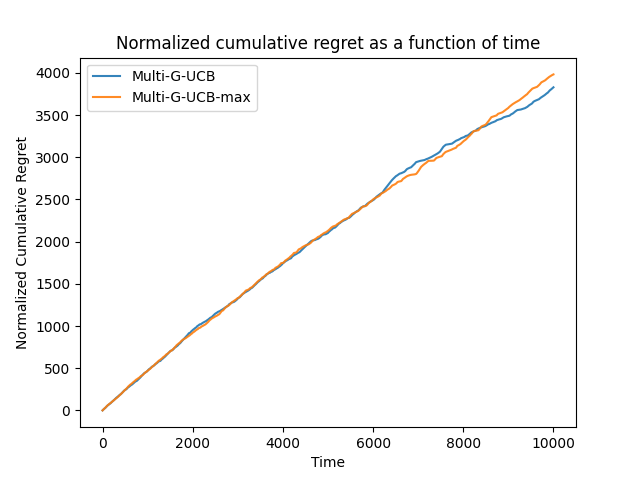 Normalized cumulative regret as a function of time
Multi-G-UCB
Multi-G-UCB-max
4000
3500
3000
2500
2000
1500
1000
500
0
Normalized Cumulative Regret
0 2000 4000 6000 8000 10000
Time